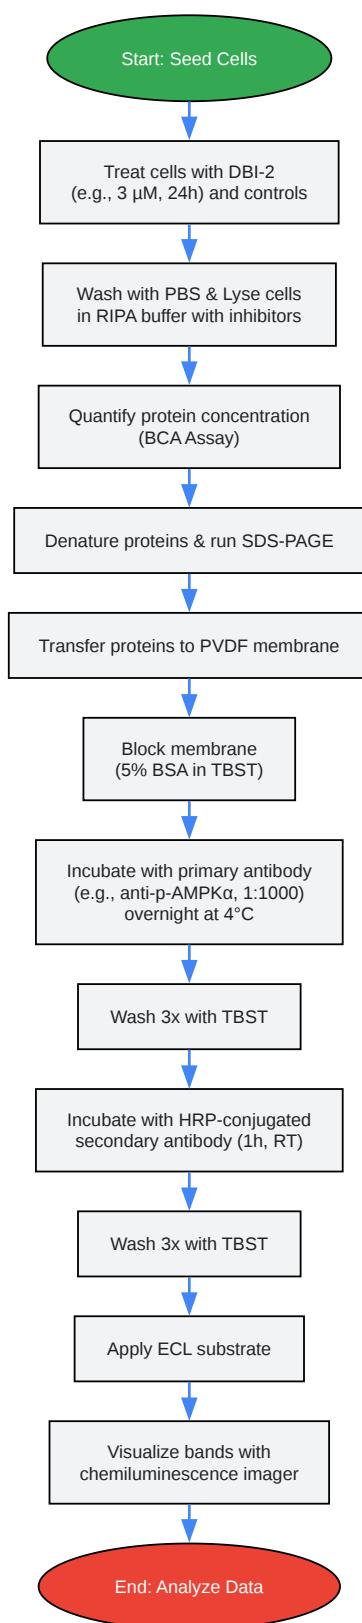 Start: Seed Cells
Treat cells with DBI-2
(e.g., 3 µM, 24h) and controls
Wash with PBS & Lyse cells
in RIPA buffer with inhibitors
Quantify protein concentration
(BCA Assay)
Denature proteins & run SDS-PAGE
Transfer proteins to PVDF membrane
Block membrane
(5% BSA in TBST)
Incubate with primary antibody
(e.g., anti-p-AMPKα, 1:1000)
overnight at 4°C
Wash 3x with TBST
Incubate with HRP-conjugated
secondary antibody (1h, RT)
Wash 3x with TBST
Apply ECL substrate
Visualize bands with
chemiluminescence imager
End: Analyze Data